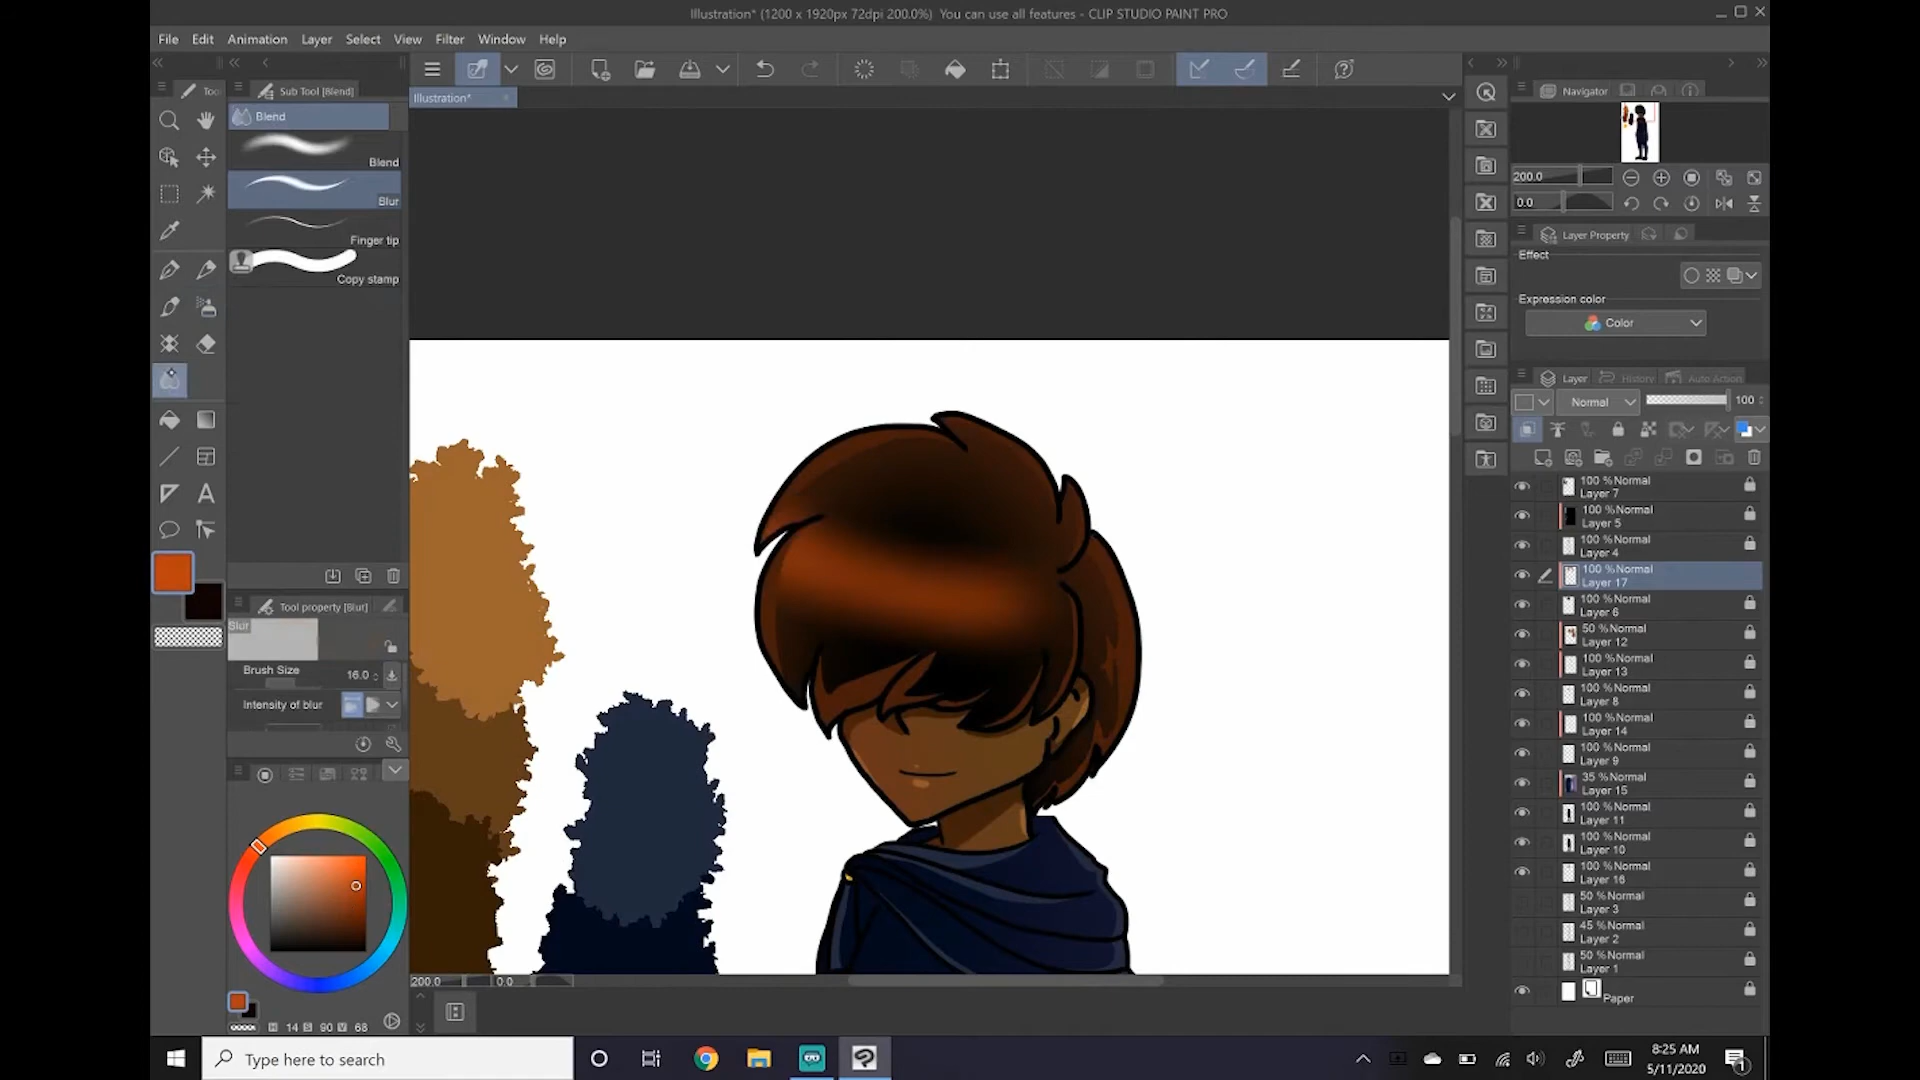 Illustration* (1200 x 1920px 72dpi 200.0%)  You can use all features - CLIP STUDIO PAINT PRO
File Edit Animation Layer Select View Filter Window Help
Sub Tool [Blend]
Illustration*
Navigator
Blend
Blend
Blur
Finger tip
Copy stamp
200.0
0.0
Layer Property
Effect
Expression color
Color
Layer History Auto Action
Normal 100
100 %Normal
Layer 7
100 %Normal
Layer 5
100 %Normal
Layer 4
100 %Normal
Layer 17
100 %Normal
Layer 6
50 %Normal
Layer 12
100 %Normal
Layer 13
100 %Normal
Layer 8
100 %Normal
Layer 14
100 %Normal
Layer 9
35 %Normal
Layer 15
100 %Normal
Layer 11
100 %Normal
Layer 10
100 %Normal
Layer 16
50 %Normal
Layer 3
45 %Normal
Layer 2
50 %Normal
Layer 1
Paper
Tool property [Blur]
Blur
Brush Size 16.0
Intensity of blur
H 14 S 90 V 68
200.0 0.0
Type here to search
8:25 AM
5/11/2020
1